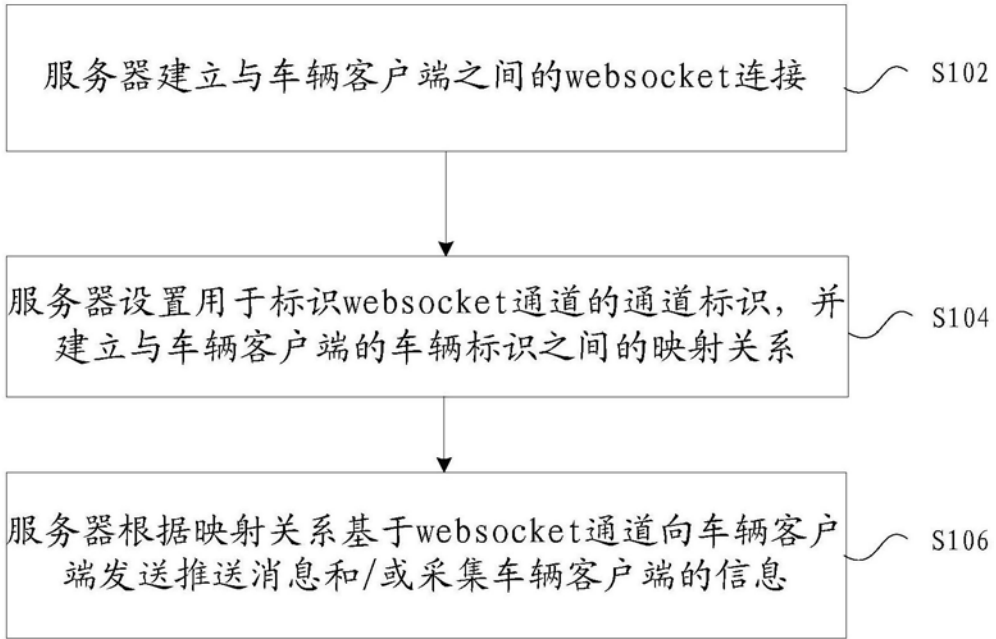 服务器建立与车辆客户端之间的websocket连接
S102
服务器设置用于标识websocket通道的通道标识，并
建立与车辆客户端的车辆标识之间的映射关系
S104
服务器根据映射关系基于websocket通道向车辆客户
端发送推送消息和/或采集车辆客户端的信息
S106